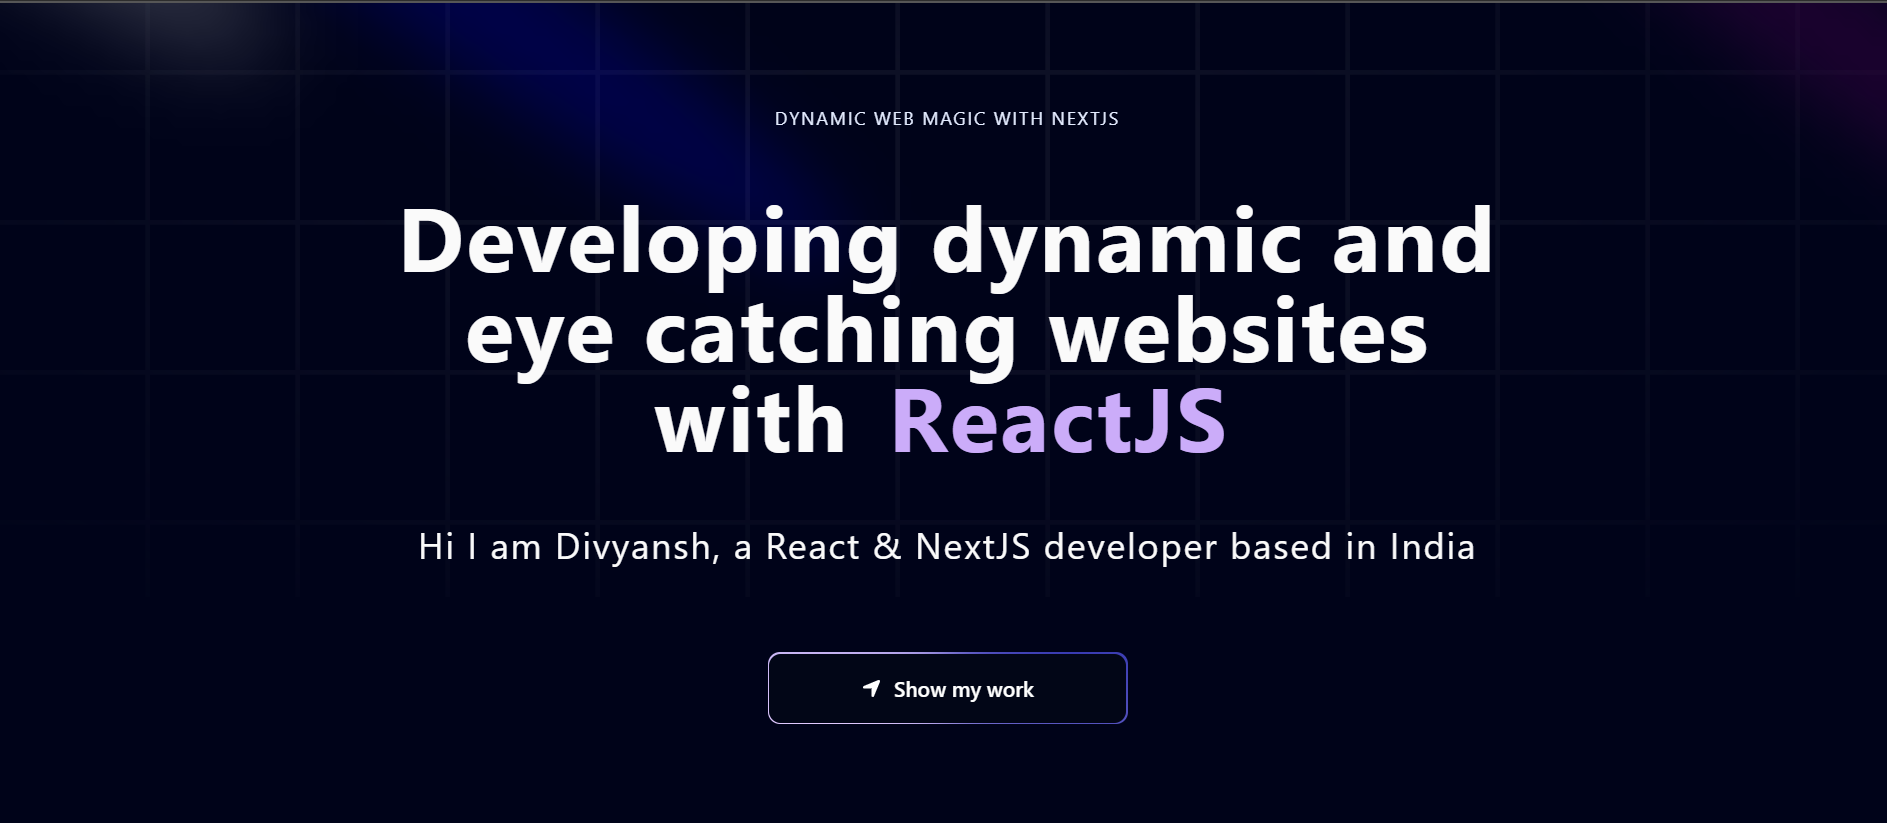 DYNAMIC WEB MAGIC WITH NEXTJS
Developing dynamic and
eye catching websites
with ReactJS
Hi I am Divyansh, a React & NextJS developer based in India
Show my work